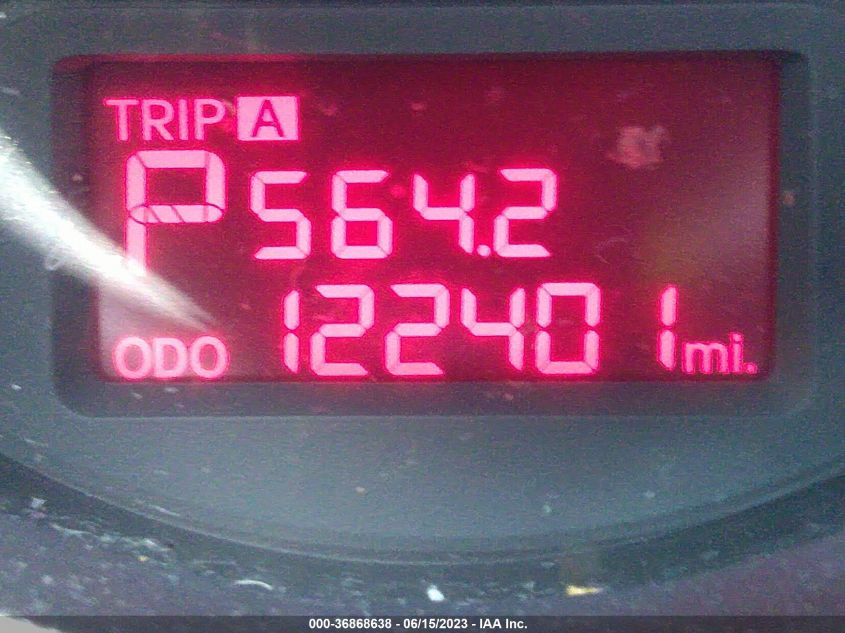 TRIP A
P 564.2
ODO 122401 mi.
000-36868638 - 06/15/2023 - IAA Inc.